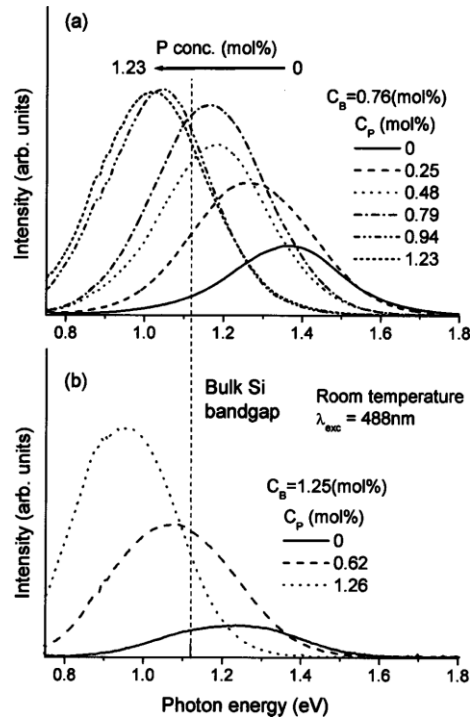 (a)
P conc. (mol%)
1.23 0
C_B=0.76(mol%)
C_P (mol%)
0
0.25
0.48
0.79
0.94
1.23
Intensity (arb. units)
0.8 1.0 1.2 1.4 1.6 1.8
(b)
Bulk Si
bandgap
Room temperature
λ_exc = 488nm
C_B=1.25(mol%)
C_P (mol%)
0
0.62
1.26
Intensity (arb. units)
0.8 1.0 1.2 1.4 1.6 1.8
Photon energy (eV)